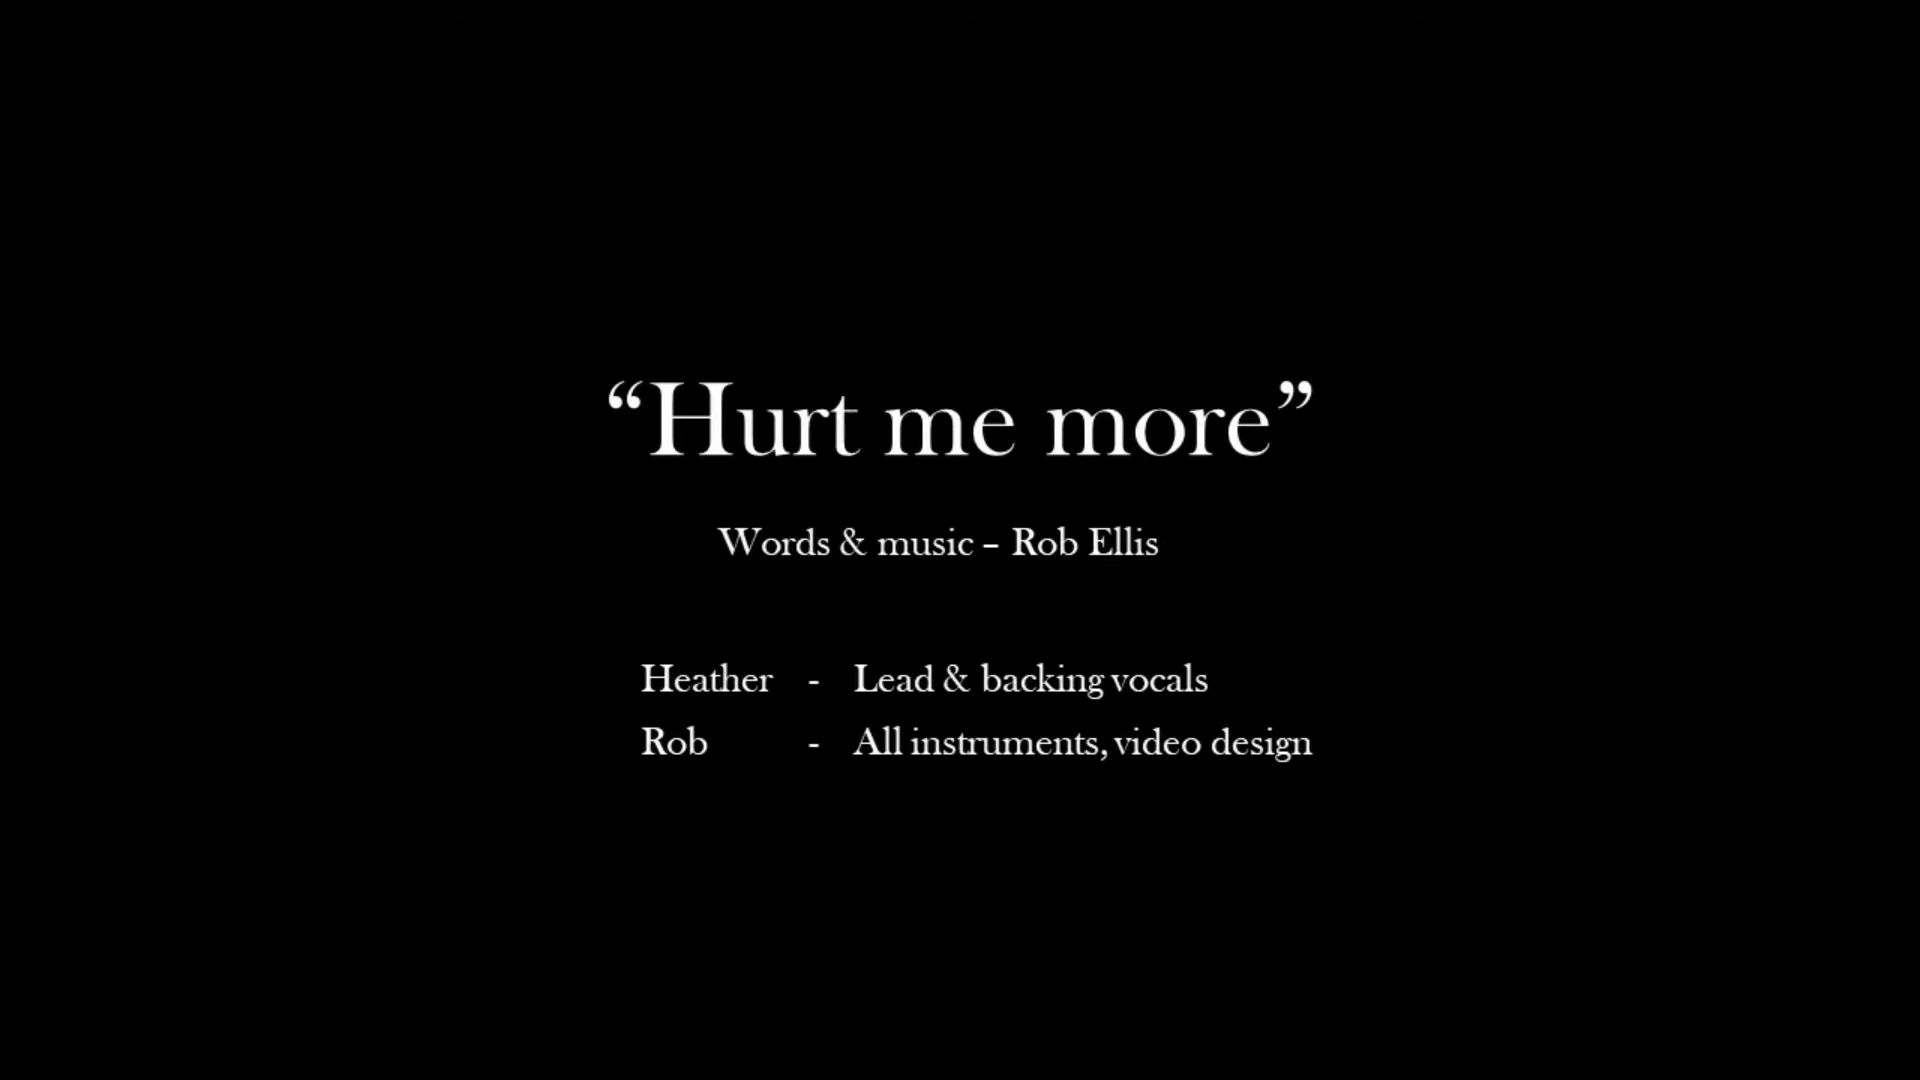 “Hurt me more”
Words & music – Rob Ellis
Heather - Lead & backing vocals
Rob - All instruments, video design